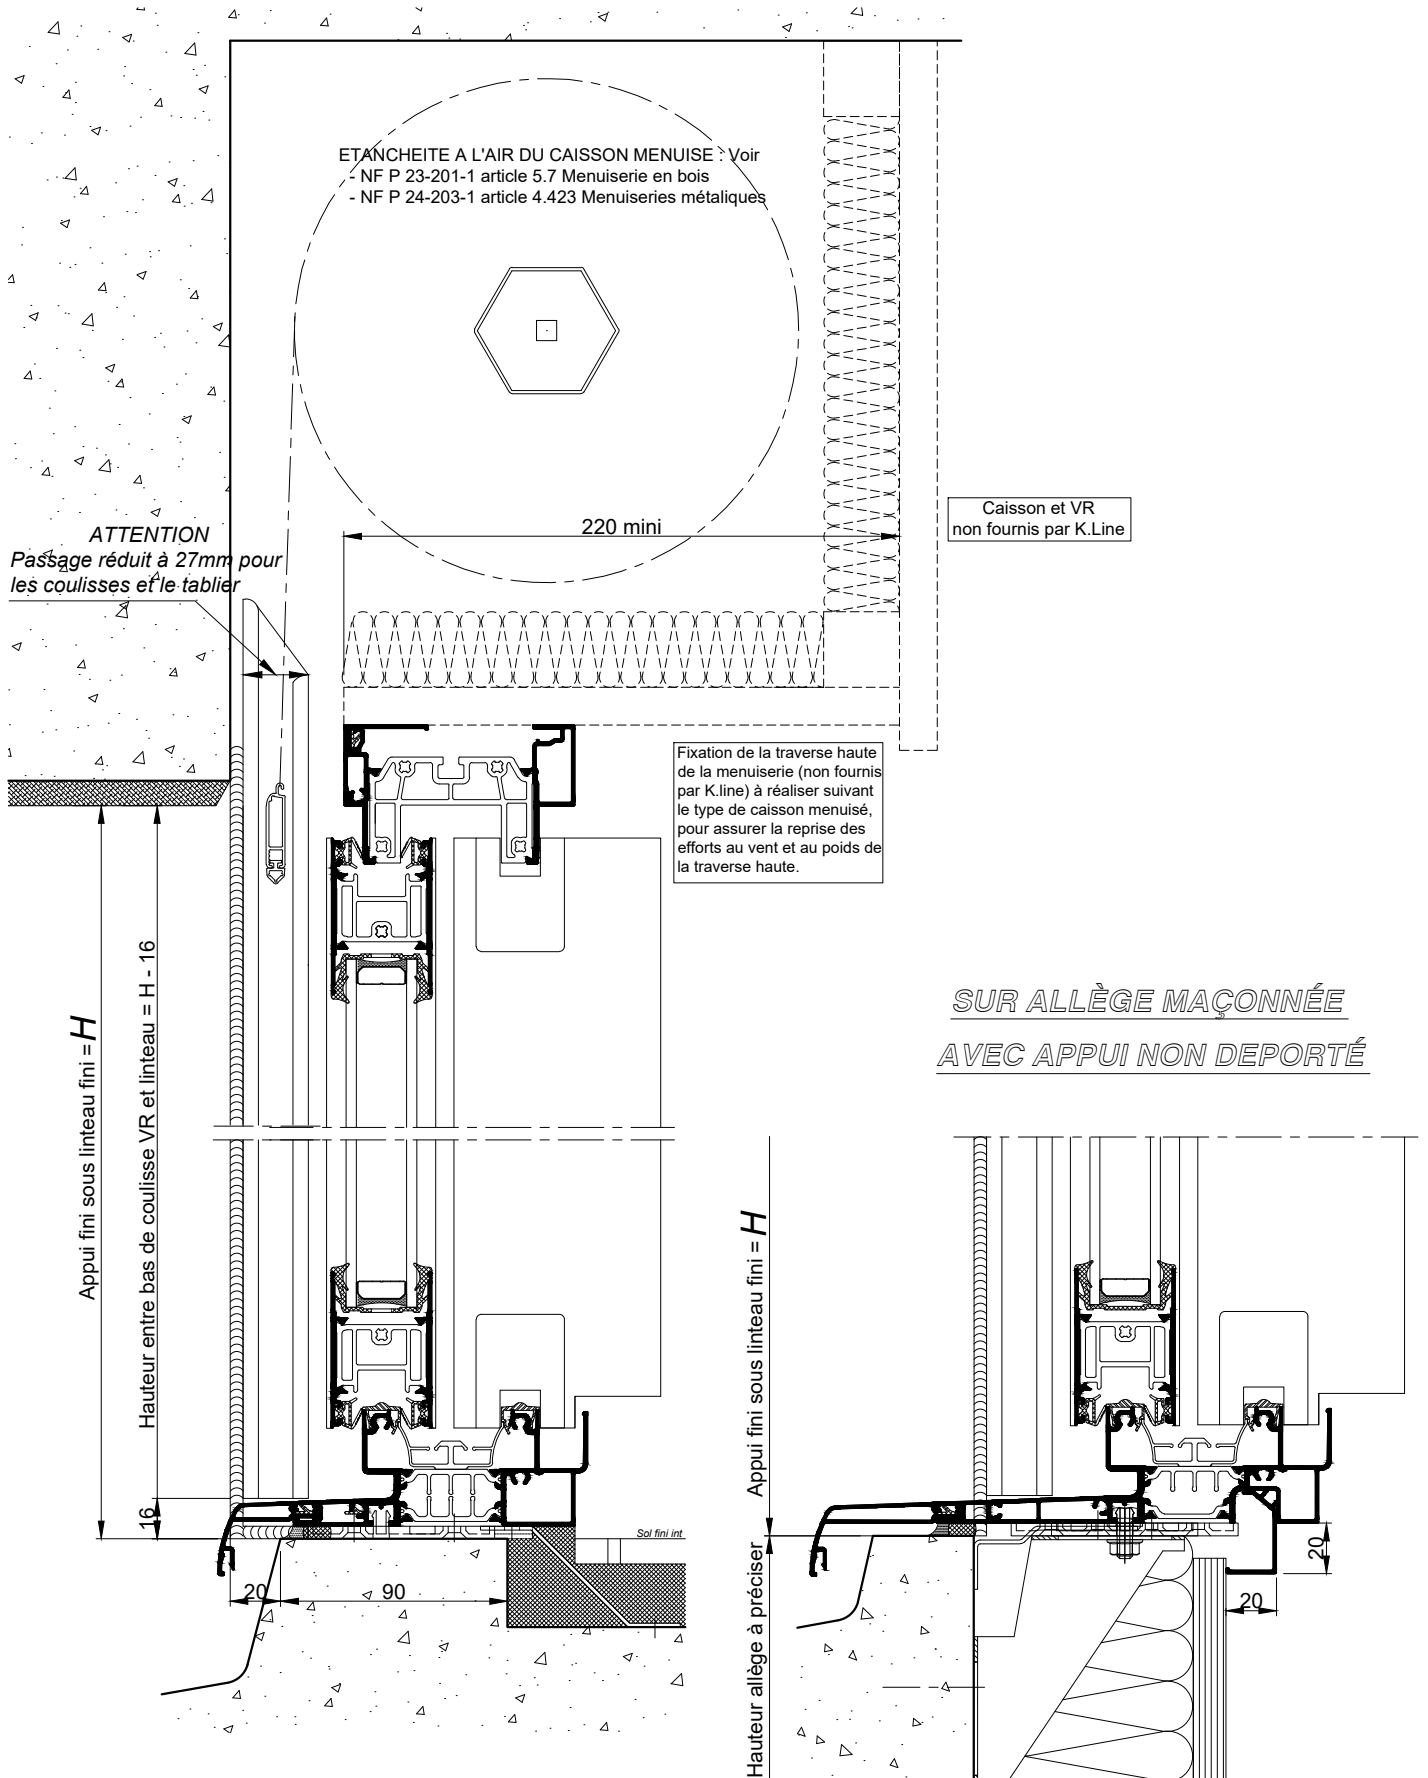 ETANCHEITE A L'AIR DU CAISSON MENUISE : Voir
- NF P 23-201-1 article 5.7 Menuiserie en bois
- NF P 24-203-1 article 4.423 Menuiseries métaliques
220 mini
Caisson et VR
non fournis par K.Line
ATTENTION
Passage réduit à 27mm pour
les coulisses et le tablier
Fixation de la traverse haute
de la menuiserie (non fournis
par K.line) à réaliser suivant
le type de caisson menuisé,
pour assurer la reprise des
efforts au vent et au poids de
la traverse haute.
Appui fini sous linteau fini = H
Hauteur entre bas de coulisse VR et linteau = H - 16
16
20
90
Sol fini int
SUR ALLÈGE MAÇONNÉE
AVEC APPUI NON DEPORTÉ
Appui fini sous linteau fini = H
Hauteur allège à préciser
20
20